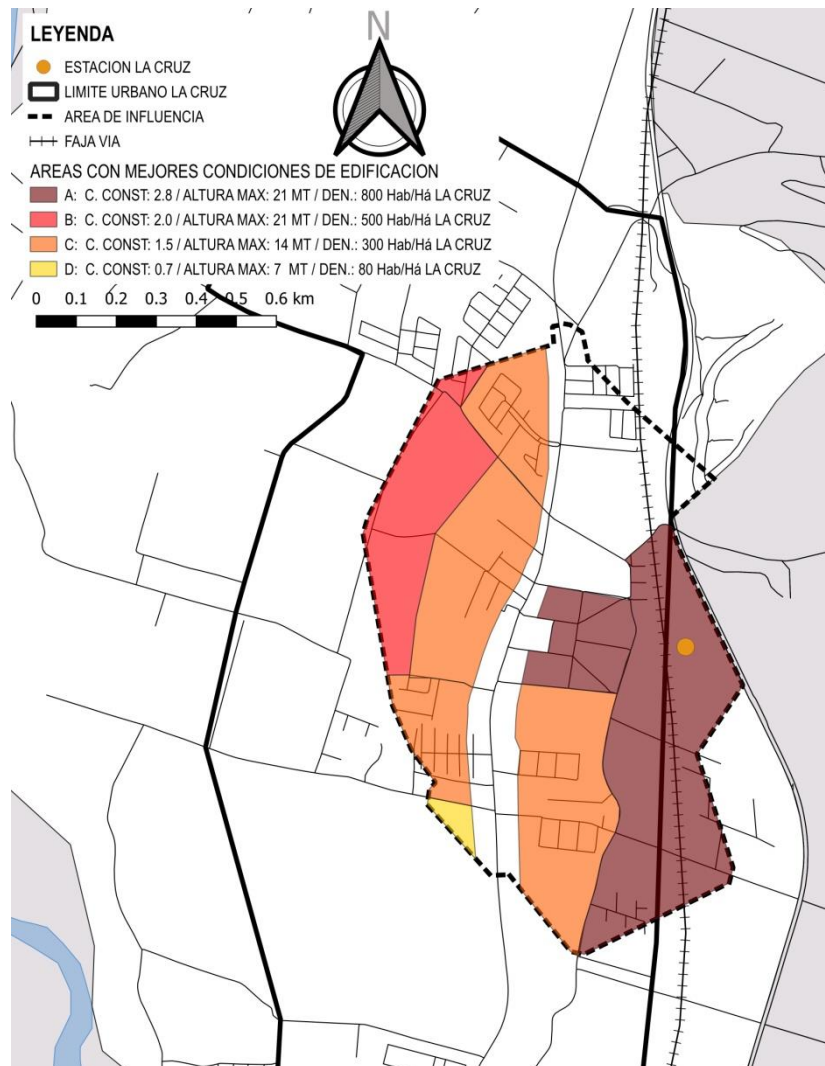 N
LEYENDA
ESTACION LA CRUZ
LIMITE URBANO LA CRUZ
AREA DE INFLUENCIA
FAJA VIA
AREAS CON MEJORES CONDICIONES DE EDIFICACION
A: C. CONST: 2.8 / ALTURA MAX: 21 MT / DEN.: 800 Hab/Há LA CRUZ
B: C. CONST: 2.0 / ALTURA MAX: 21 MT / DEN.: 500 Hab/Há LA CRUZ
C: C. CONST: 1.5 / ALTURA MAX: 14 MT / DEN.: 300 Hab/Há LA CRUZ
D: C. CONST: 0.7 / ALTURA MAX: 7 MT / DEN.: 80 Hab/Há LA CRUZ
0 0.1 0.2 0.3 0.4 0.5 0.6 km